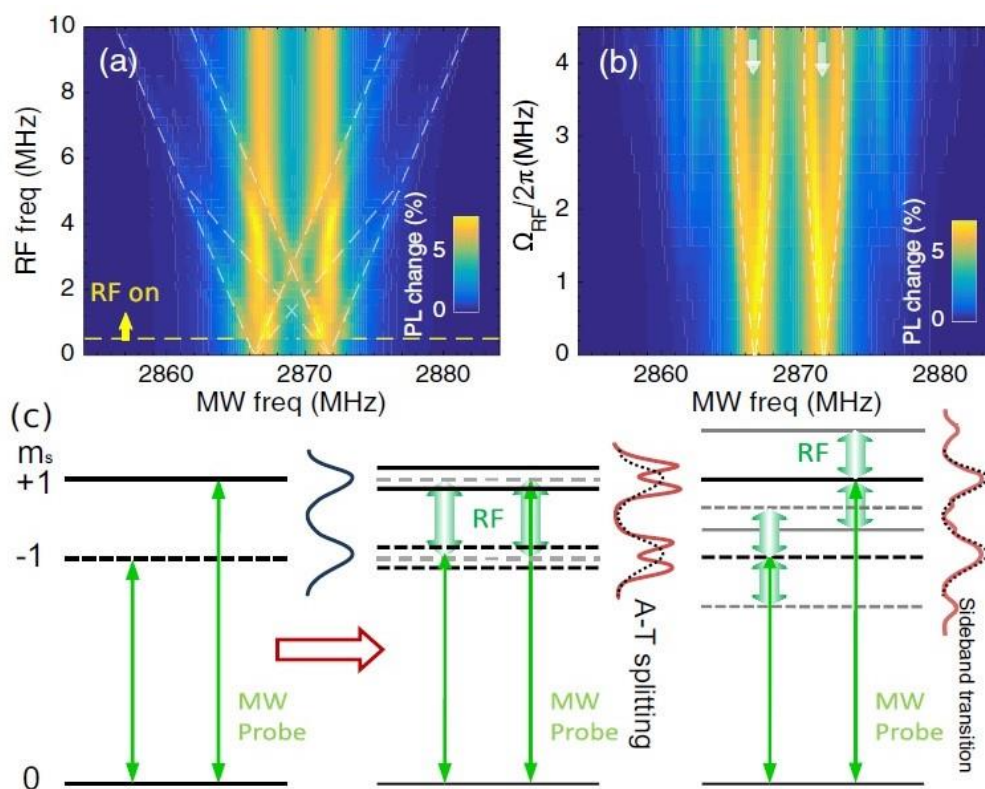 (a)
10
8
6
4
2
0
RF freq (MHz)
RF on
PL change (%)
5
0
2860
2870
2880
MW freq (MHz)
(b)
4
3
2
1
0
Ω_RF/2π(MHz)
PL change (%)
5
0
2860
2870
2880
MW freq (MHz)
(c)
m_s
+1
-1
0
MW
Probe
RF
A-T splitting
MW
Probe
RF
Sideband transition
MW
Probe